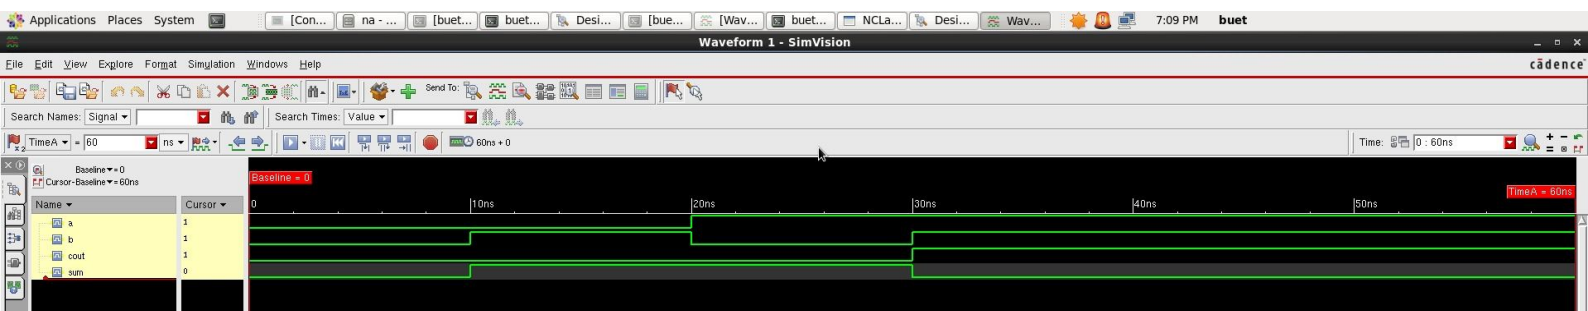 Applications Places System [Con... na - ... [buet... buet... Desi... [bue... [Wav... buet... NCLa... Desi... Wav... 7:09 PM buet
Waveform 1 - SimVision
File Edit View Explore Format Simulation Windows Help cādence
Send To:
Search Names: Signal Search Times: Value
TimeA = 60 ns 60ns + 0 Time: 0 : 60ns
Baseline = 0
Cursor-Baseline = 60ns
Baseline = 0
TimeA = 60ns
Name Cursor 0 10ns 20ns 30ns 40ns 50ns
a 1
b 1
cout 1
sum 0